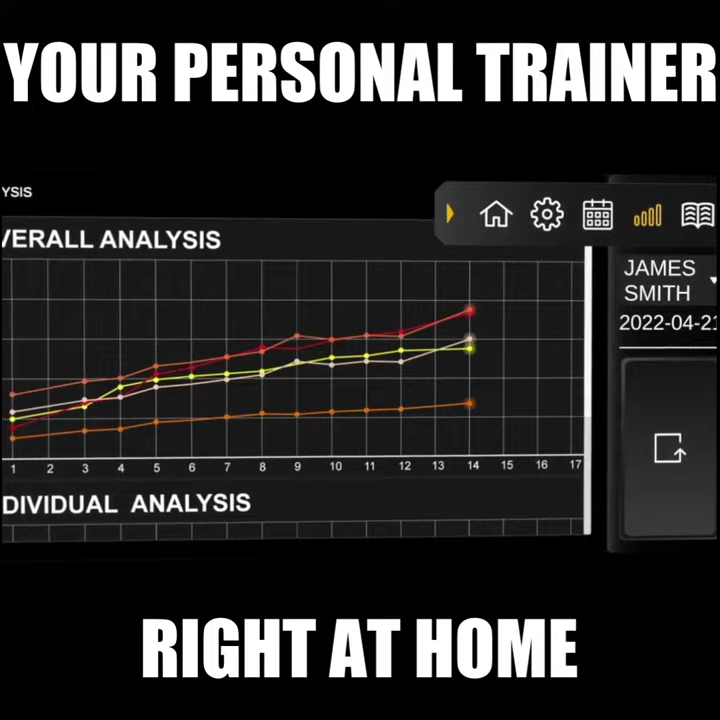 YOUR PERSONAL TRAINER
YSIS
VERALL ANALYSIS
JAMES
SMITH
2022-04-21
1 2 3 4 5 6 7 8 9 10 11 12 13 14 15 16 17
DIVIDUAL ANALYSIS
RIGHT AT HOME